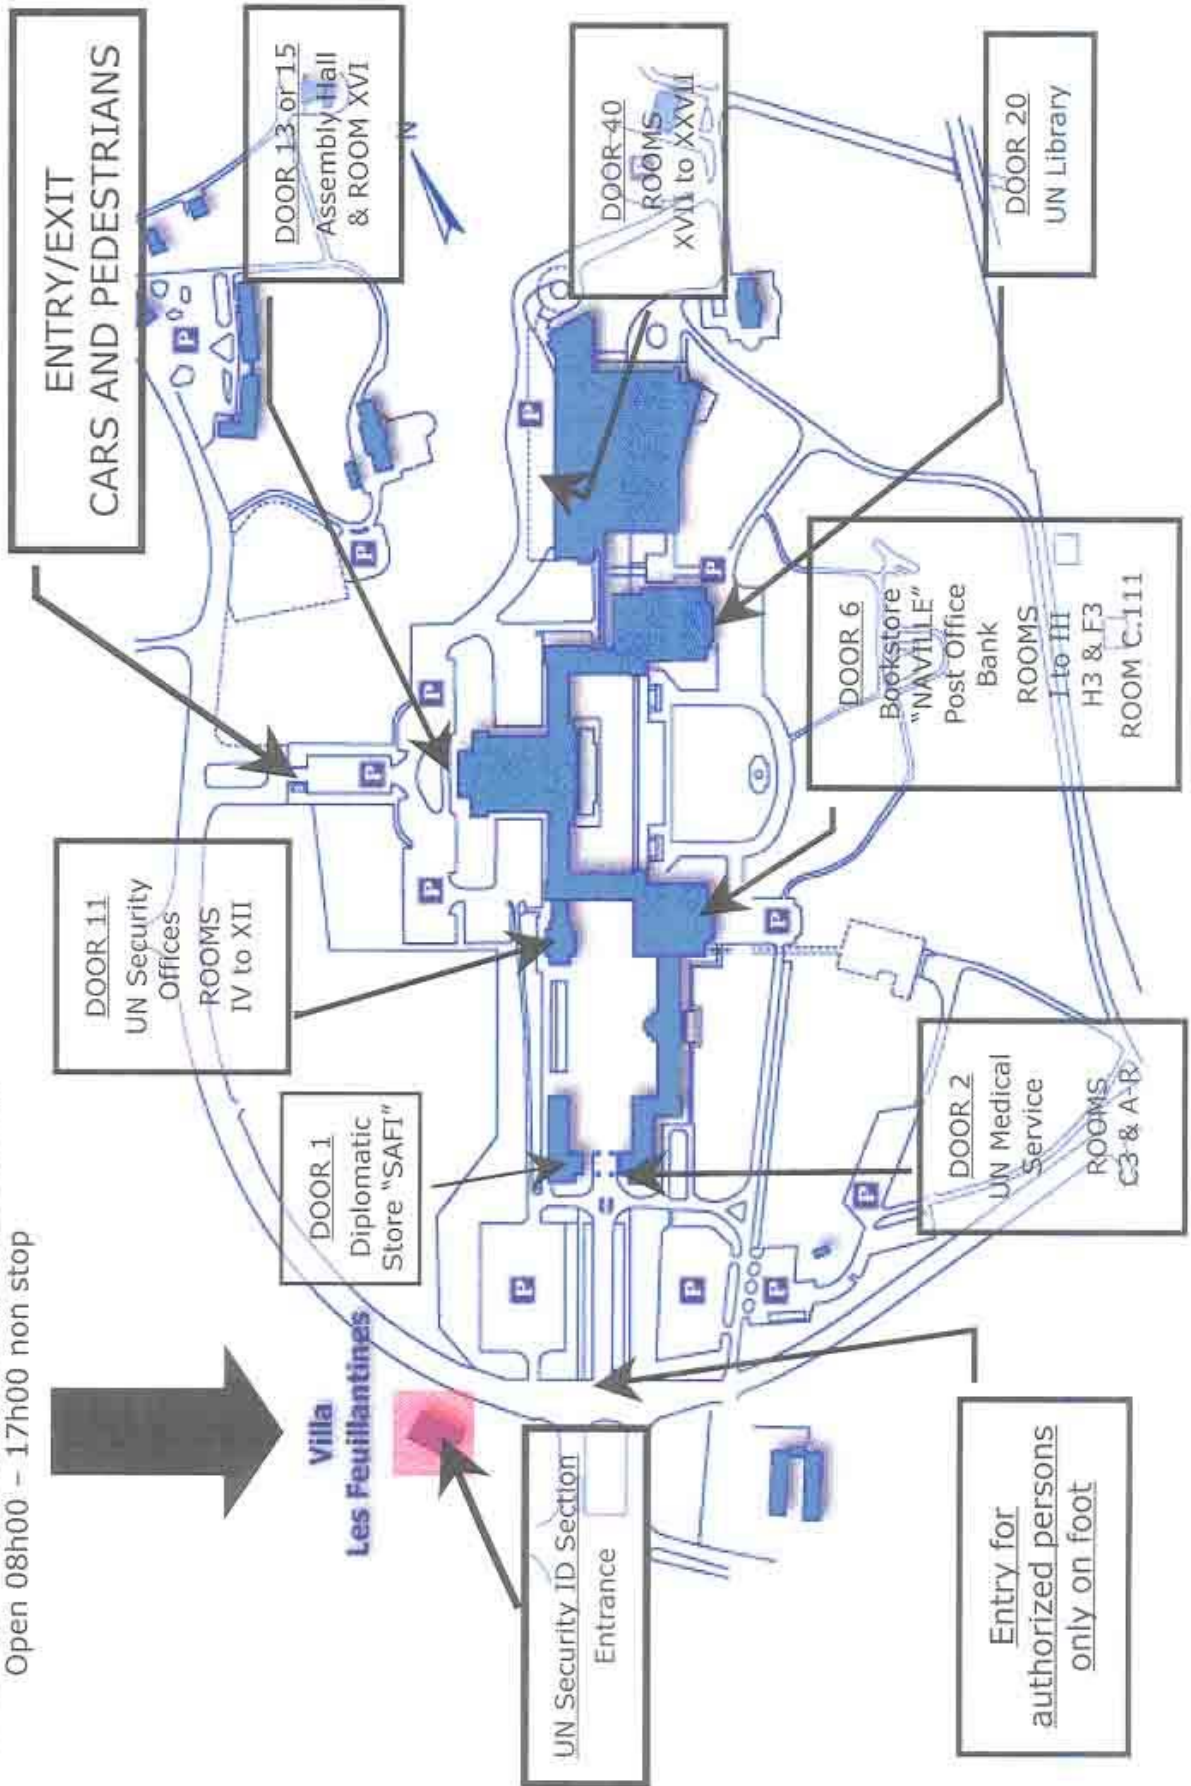 Open 08h00 – 17h00 non stop
Villa
Les Feuillantines
UN Security ID Section
Entrance
Entry for
authorized persons
only on foot
DOOR 1
Diplomatic
Store "SAFI"
DOOR 2
UN Medical
Service
ROOMS
C3 & A-R
DOOR 11
UN Security
Offices
ROOMS
IV to XII
DOOR 6
Bookstore
"NAVILLE"
Post Office
Bank
ROOMS
I to III
H3 & F3
ROOM C.111
ENTRY/EXIT
CARS AND PEDESTRIANS
DOOR 13 or 15
Assembly Hall
& ROOM XVI
N
DOOR 40
ROOMS
XVII to XXVII
DOOR 20
UN Library
P
P
P
P
P
P
P
P
P
P
P
P